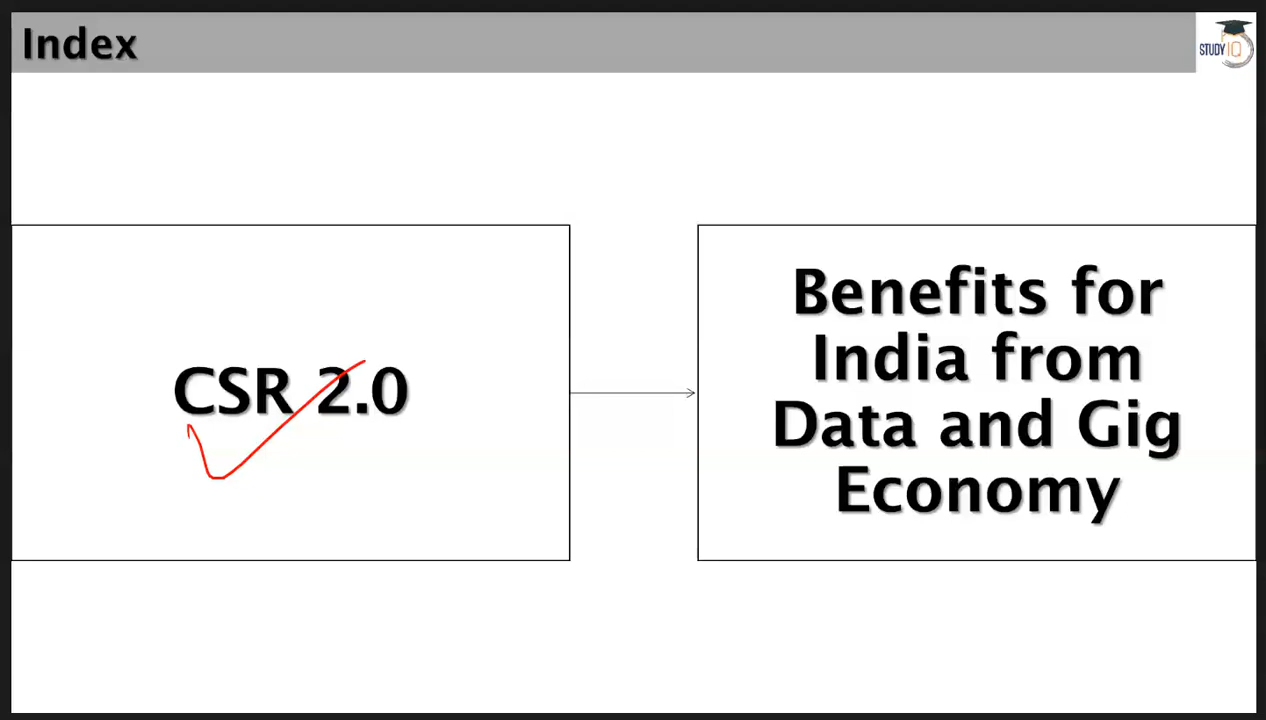 Index
STUDY IQ
CSR 2.0
Benefits for
India from
Data and Gig
Economy